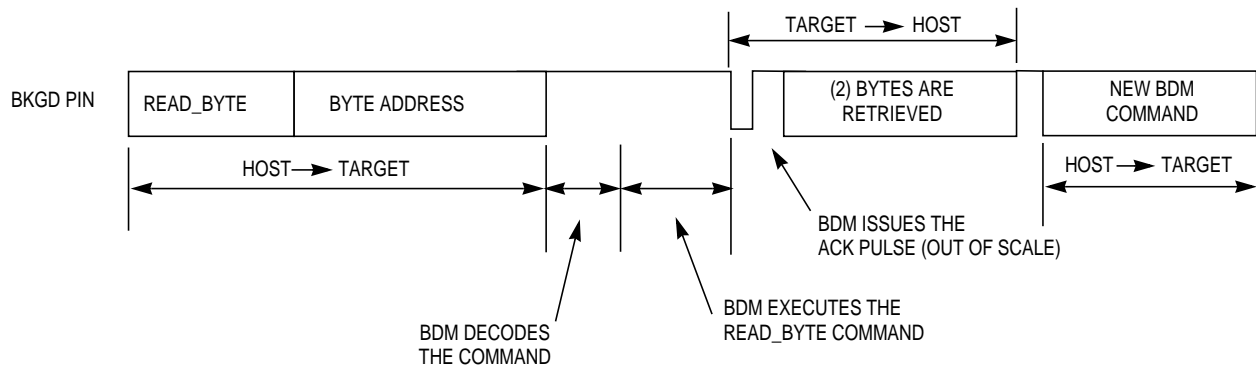 TARGET → HOST
BKGD PIN
READ_BYTE
BYTE ADDRESS
(2) BYTES ARE
RETRIEVED
NEW BDM
COMMAND
HOST → TARGET
HOST → TARGET
BDM ISSUES THE
ACK PULSE (OUT OF SCALE)
BDM DECODES
THE COMMAND
BDM EXECUTES THE
READ_BYTE COMMAND